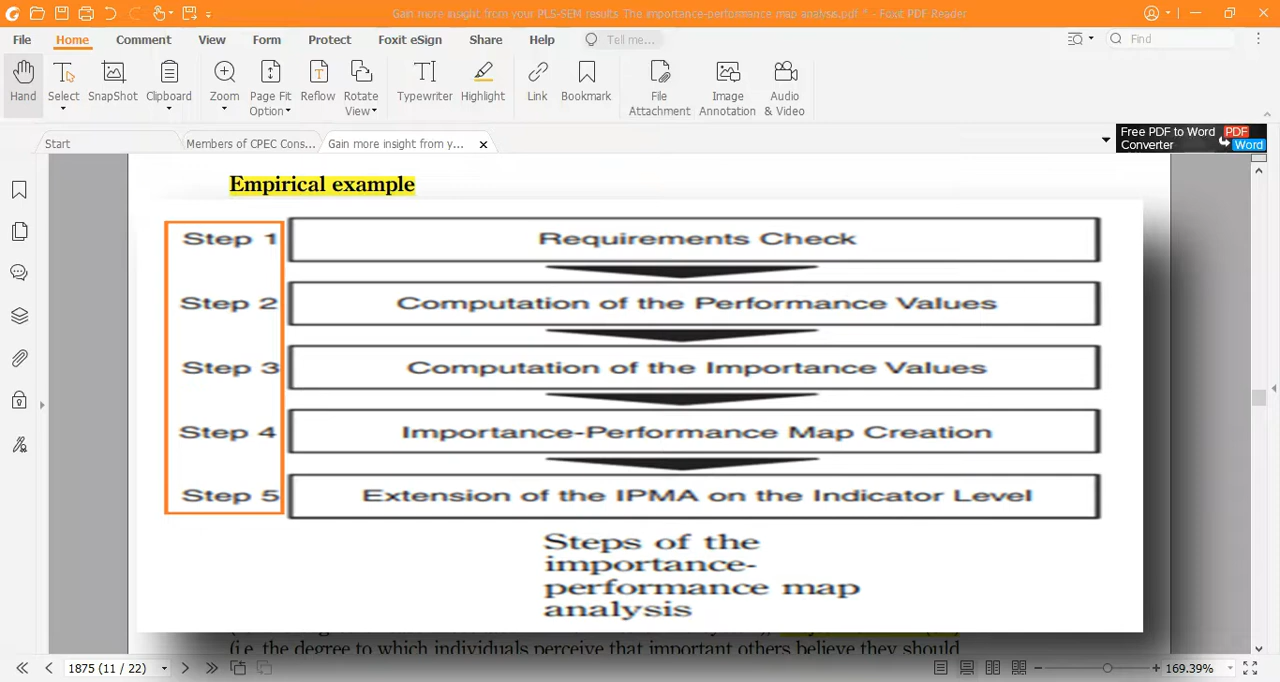 Gain more insight from your PLS-SEM results The importance-performance map analysis.pdf * - Foxit PDF Reader
File Home Comment View Form Protect Foxit eSign Share Help Tell me... Find
Hand Select SnapShot Clipboard Zoom Page Fit Option Reflow Rotate View Typewriter Highlight Link Bookmark File Attachment Image Annotation Audio & Video
Start Members of CPEC Cons... Gain more insight from y...
Free PDF to Word Converter PDF Word
Empirical example
Step 1 Requirements Check
Step 2 Computation of the Performance Values
Step 3 Computation of the Importance Values
Step 4 Importance-Performance Map Creation
Step 5 Extension of the IPMA on the Indicator Level
Steps of the
importance-
performance map
analysis
(i.e. the degree to which individuals perceive that important others believe they should
1875 (11 / 22) 169.39%